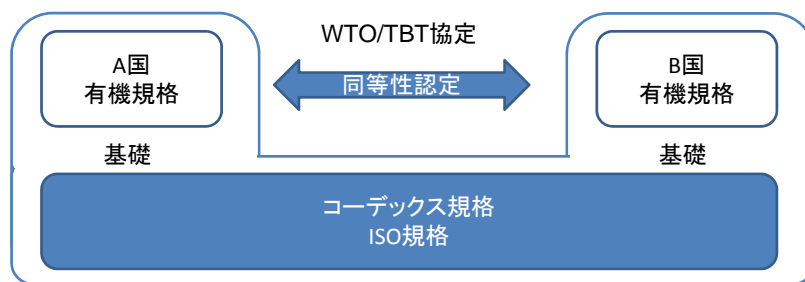 WTO/TBT協定
A国
有機規格
同等性認定
B国
有機規格
基礎
基礎
コーデックス規格
ISO規格